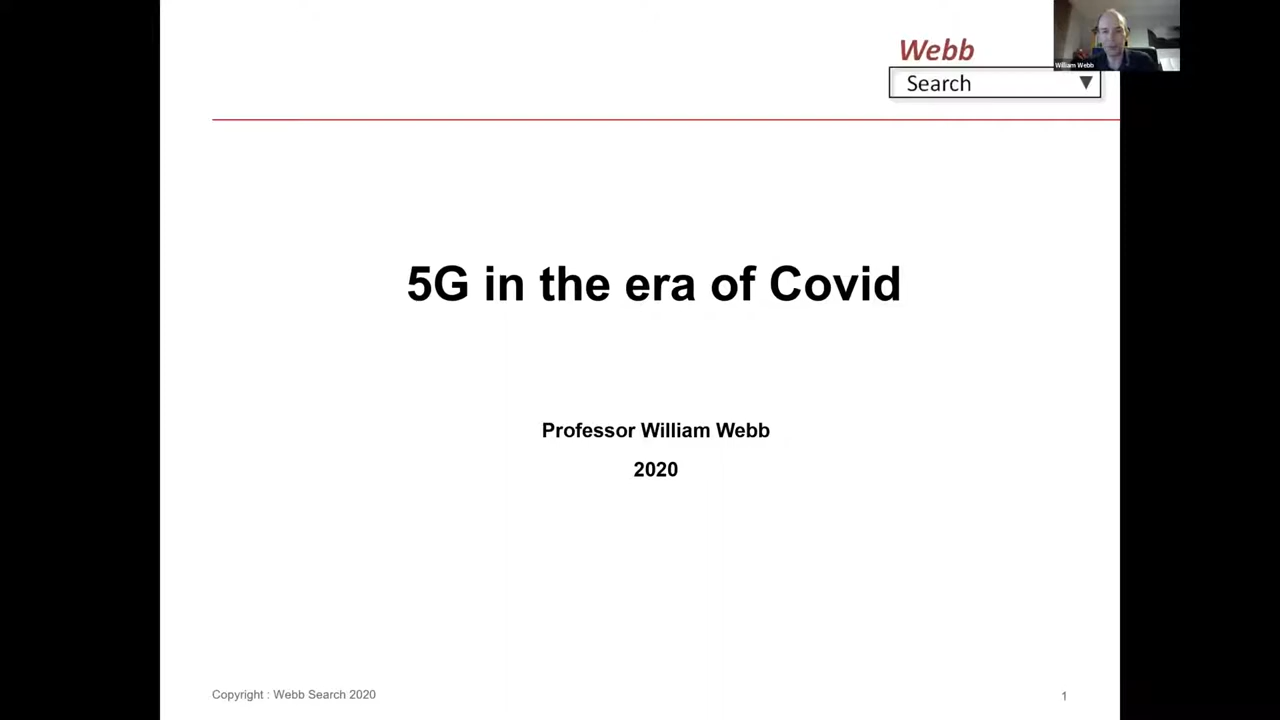 Webb
Search
William Webb
5G in the era of Covid
Professor William Webb
2020
Copyright : Webb Search 2020
1